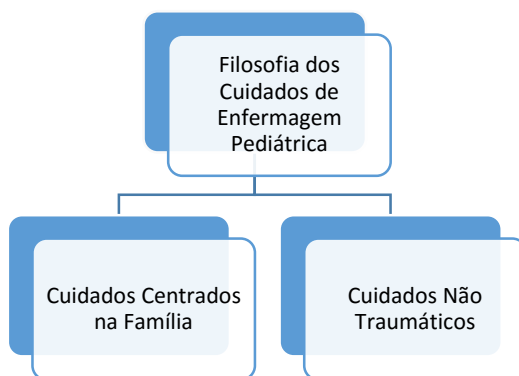 Filosofia dos
Cuidados de
Enfermagem
Pediátrica
Cuidados Centrados
na Família
Cuidados Não
Traumáticos